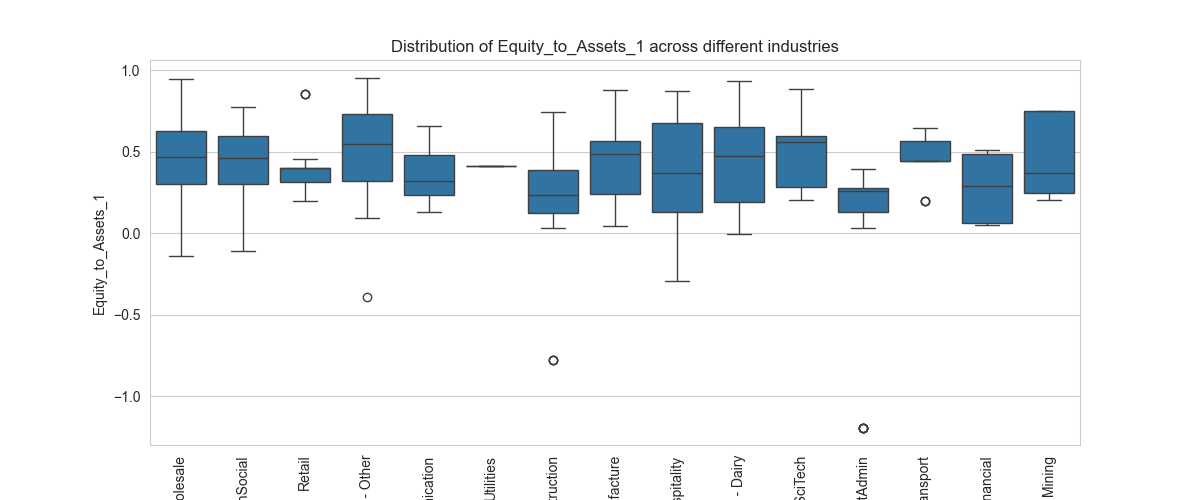 Distribution of Equity_to_Assets_1 across different industries
Equity_to_Assets_1
1.0
0.5
0.0
−0.5
−1.0
olesale
nSocial
Retail
- Other
ication
Utilities
truction
facture
spitality
- Dairy
SciTech
tAdmin
ansport
nancial
Mining